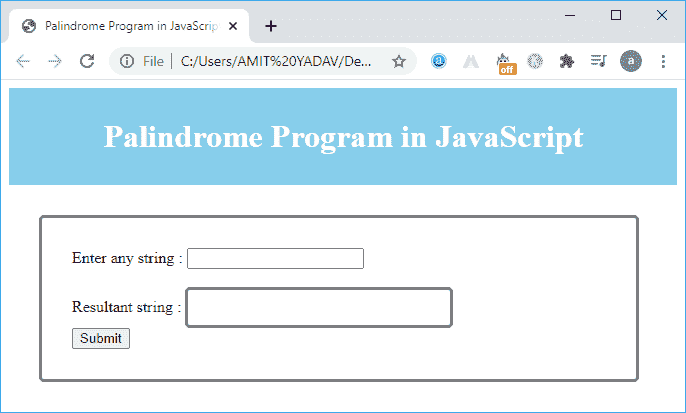 Palindrome Program in JavaScript
File C:/Users/AMIT%20YADAV/De...
a
off
a
Palindrome Program in JavaScript
Enter any string :
Resultant string :
Submit